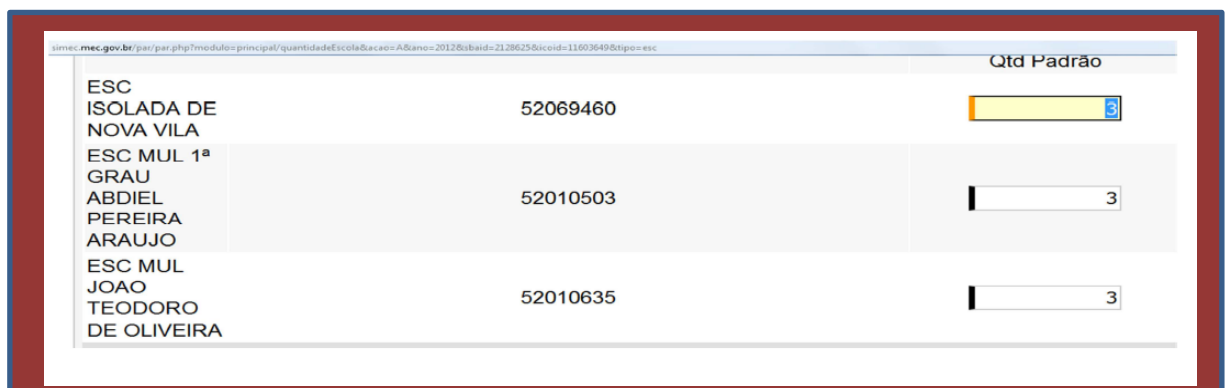 simec.mec.gov.br/par/par.php?modulo=principal/quantidadeEscola&acao=A&ano=2012&sbaid=2128625&icoid=11603649&tipo=esc
Qtd Padrão
ESC
ISOLADA DE
NOVA VILA
52069460
3
ESC MUL 1ª
GRAU
ABDIEL
PEREIRA
ARAUJO
52010503
3
ESC MUL
JOAO
TEODORO
DE OLIVEIRA
52010635
3